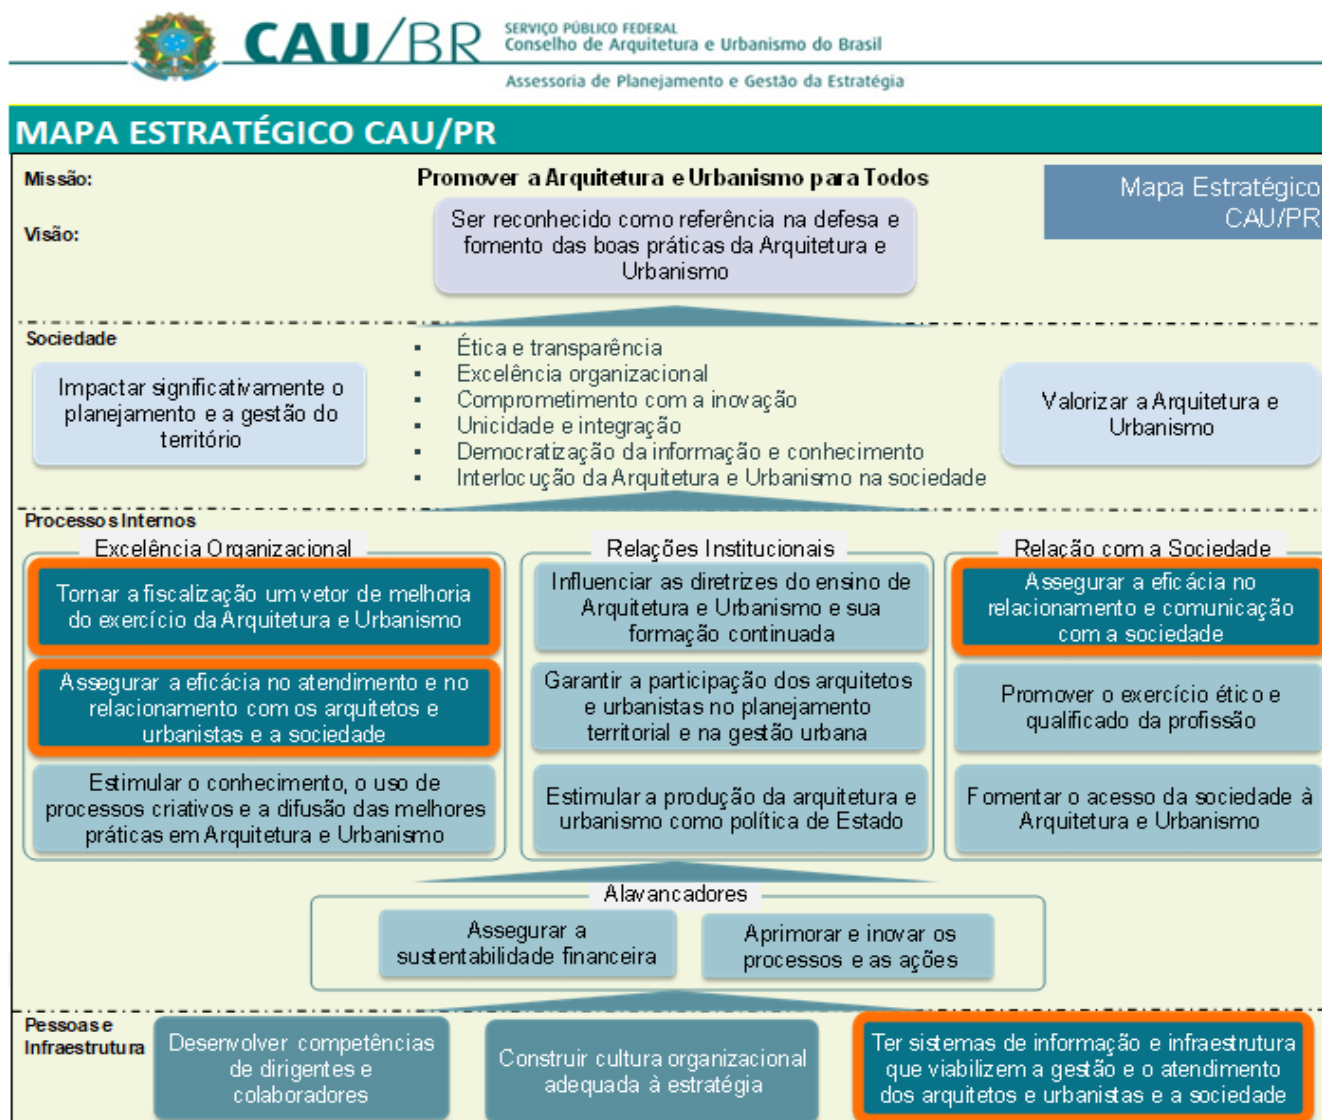 CAU/BR
SERVIÇO PÚBLICO FEDERAL
Conselho de Arquitetura e Urbanismo do Brasil
Assessoria de Planejamento e Gestão da Estratégia
MAPA ESTRATÉGICO CAU/PR
Missão:
Promover a Arquitetura e Urbanismo para Todos
Mapa Estratégico
CAU/PR
Visão:
Ser reconhecido como referência na defesa e
fomento das boas práticas da Arquitetura e
Urbanismo
Sociedade
Impactar significativamente o
planejamento e a gestão do
território
▪ Ética e transparência
▪ Excelência organizacional
▪ Comprometimento com a inovação
▪ Unicidade e integração
▪ Democratização da informação e conhecimento
▪ Interlocução da Arquitetura e Urbanismo na sociedade
Valorizar a Arquitetura e
Urbanismo
Processos Internos
Excelência Organizacional
Tornar a fiscalização um vetor de melhoria
do exercício da Arquitetura e Urbanismo
Assegurar a eficácia no atendimento e no
relacionamento com os arquitetos e
urbanistas e a sociedade
Estimular o conhecimento, o uso de
processos criativos e a difusão das melhores
práticas em Arquitetura e Urbanismo
Relações Institucionais
Influenciar as diretrizes do ensino de
Arquitetura e Urbanismo e sua
formação continuada
Garantir a participação dos arquitetos
e urbanistas no planejamento
territorial e na gestão urbana
Estimular a produção da arquitetura e
urbanismo como política de Estado
Relação com a Sociedade
Assegurar a eficácia no
relacionamento e comunicação
com a sociedade
Promover o exercício ético e
qualificado da profissão
Fomentar o acesso da sociedade à
Arquitetura e Urbanismo
Alavancadores
Assegurar a
sustentabilidade financeira
Aprimorar e inovar os
processos e as ações
Pessoas e
Infraestrutura
Desenvolver competências
de dirigentes e
colaboradores
Construir cultura organizacional
adequada à estratégia
Ter sistemas de informação e infraestrutura
que viabilizem a gestão e o atendimento
dos arquitetos e urbanistas e a sociedade